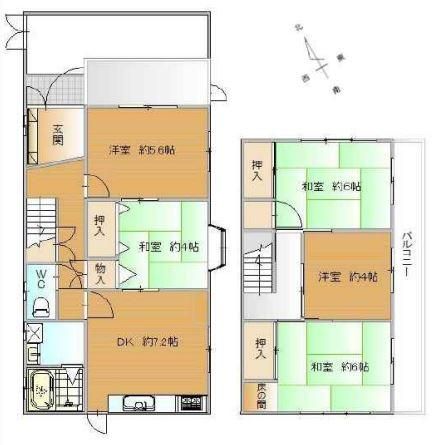 北
東
西
南
玄関
洋室 約5.6帖
押入
和室 約4帖
物入
WC
DK 約7.2帖
押入
和室 約6帖
洋室 約4帖
バルコニー
押入
和室 約6帖
床の間